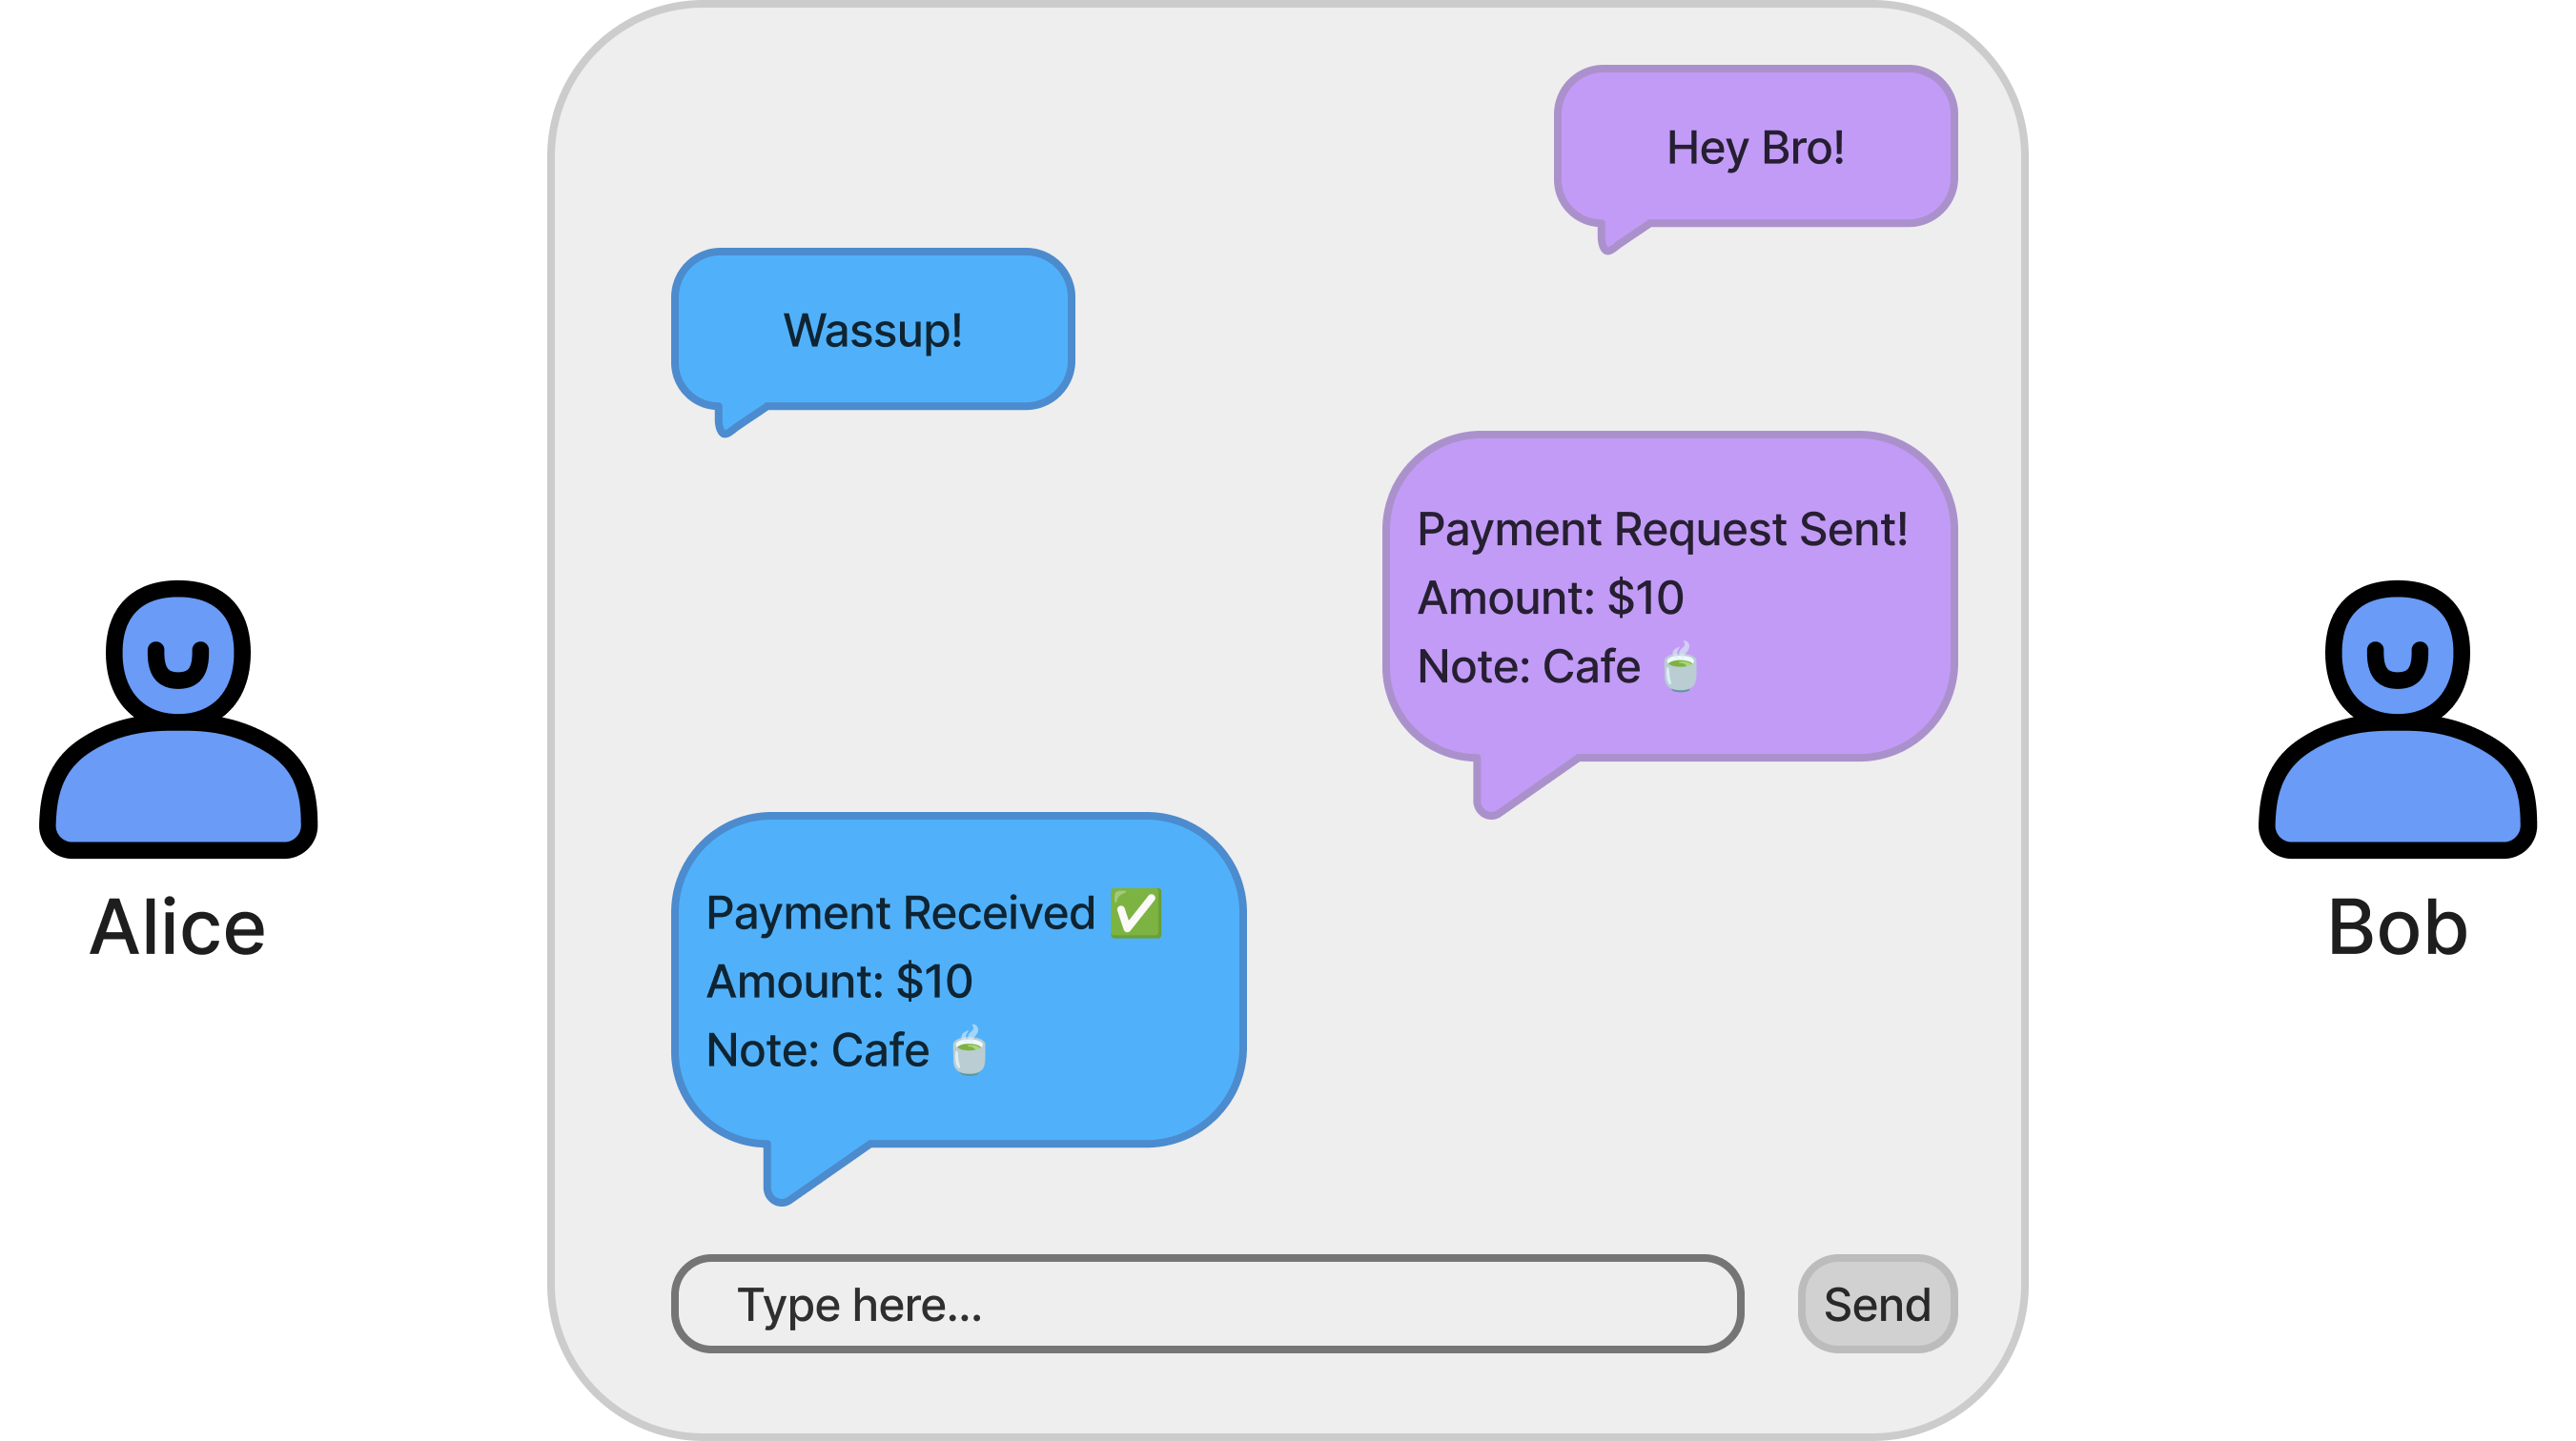 Hey Bro!
Wassup!
Payment Request Sent!
Amount: $10
Note: Cafe 🍵
Alice
Bob
Payment Received ✅
Amount: $10
Note: Cafe 🍵
Type here...
Send